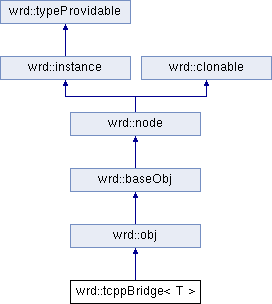 wrd::typeProvidable
wrd::instance wrd::clonable
wrd::node
wrd::baseObj
wrd::obj
wrd::tcppBridge< T >